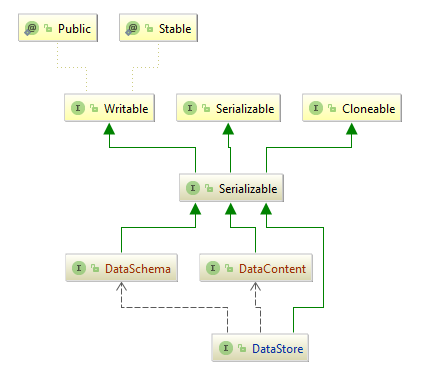 Public
Stable
Writable
Serializable
Cloneable
Serializable
DataSchema
DataContent
DataStore